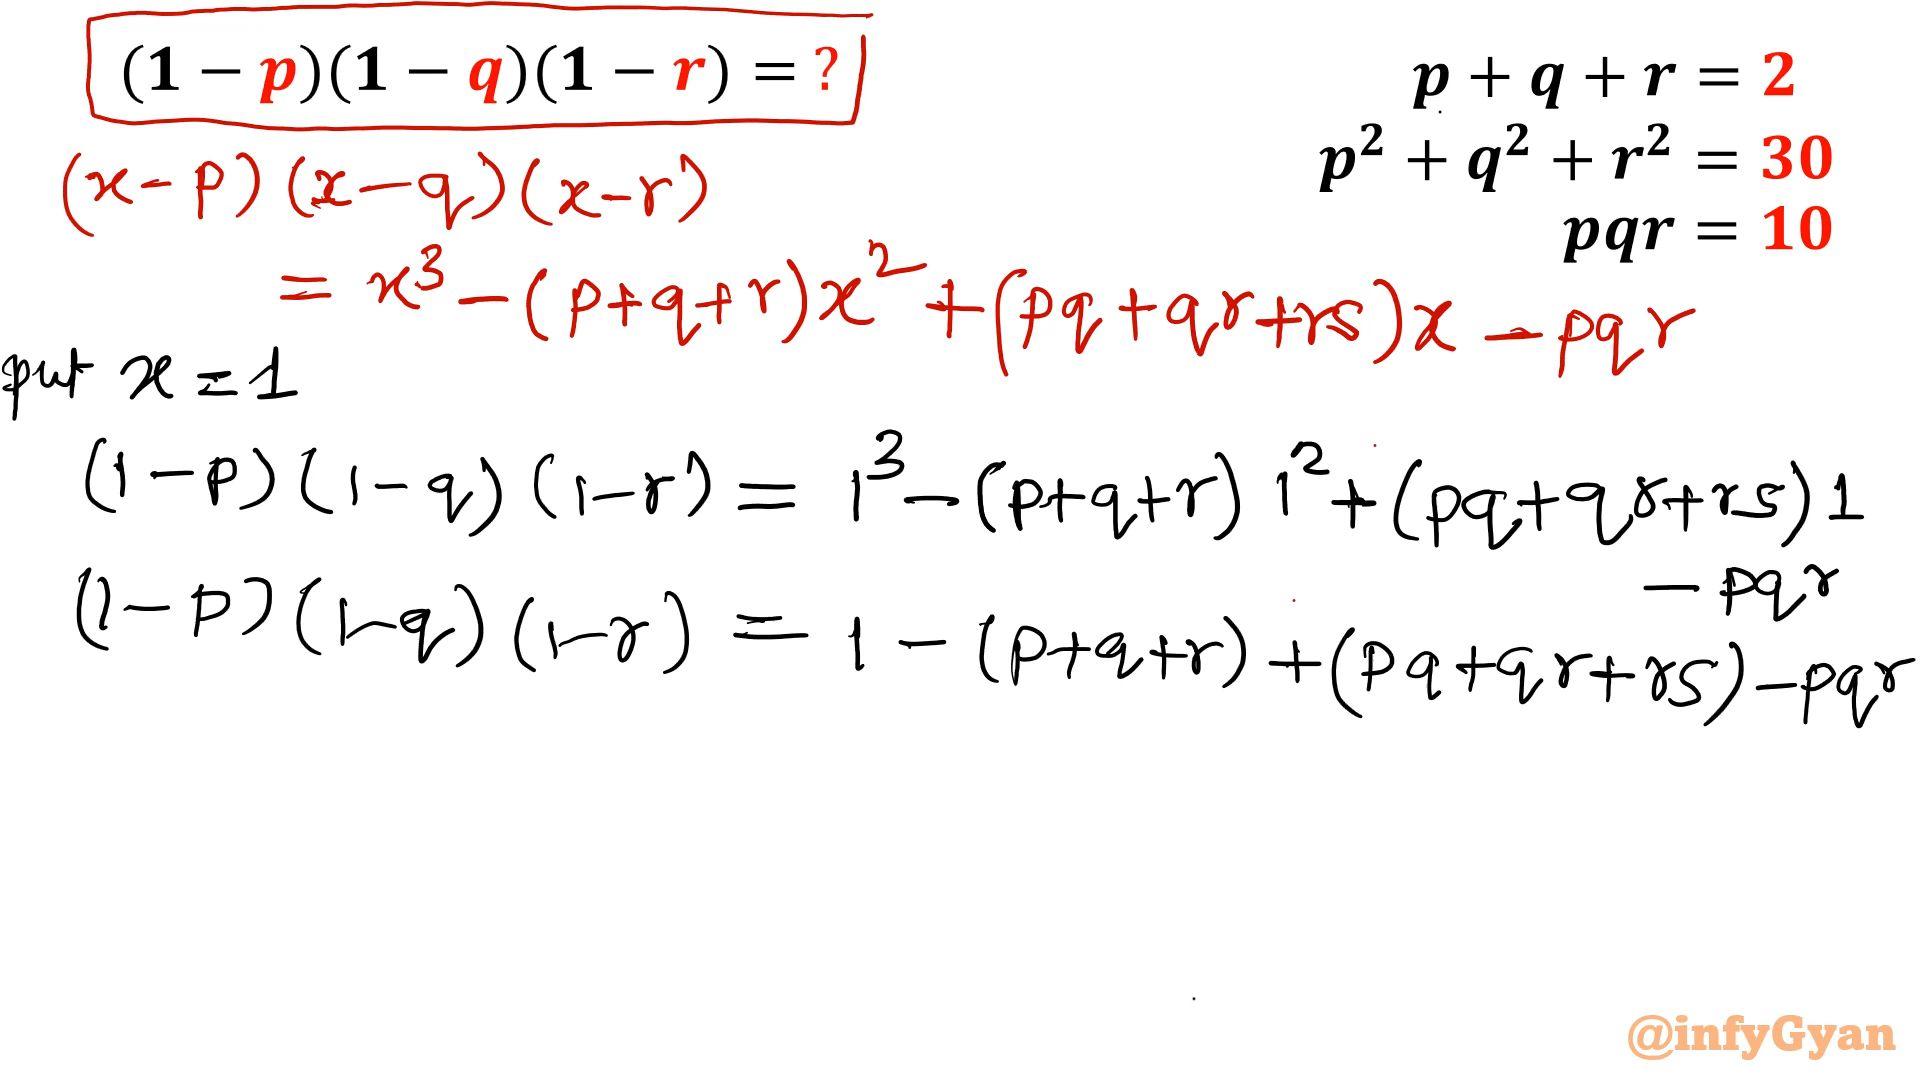 (1 − p)(1 − q)(1 − r) = ?
p + q + r = 2
p² + q² + r² = 30
pqr = 10
(x − p) (x − q) (x − r)
= x³ − (p+q+r)x² + (pq+qr+rs)x − pqr
put x = 1
(1−p) (1−q) (1−r) = 1³ − (p+q+r) 1² + (pq+qr+rs) 1
− pqr
(1−p) (1−q) (1−r) = 1 − (p+q+r) + (pq+qr+rs) − pqr
@infyGyan